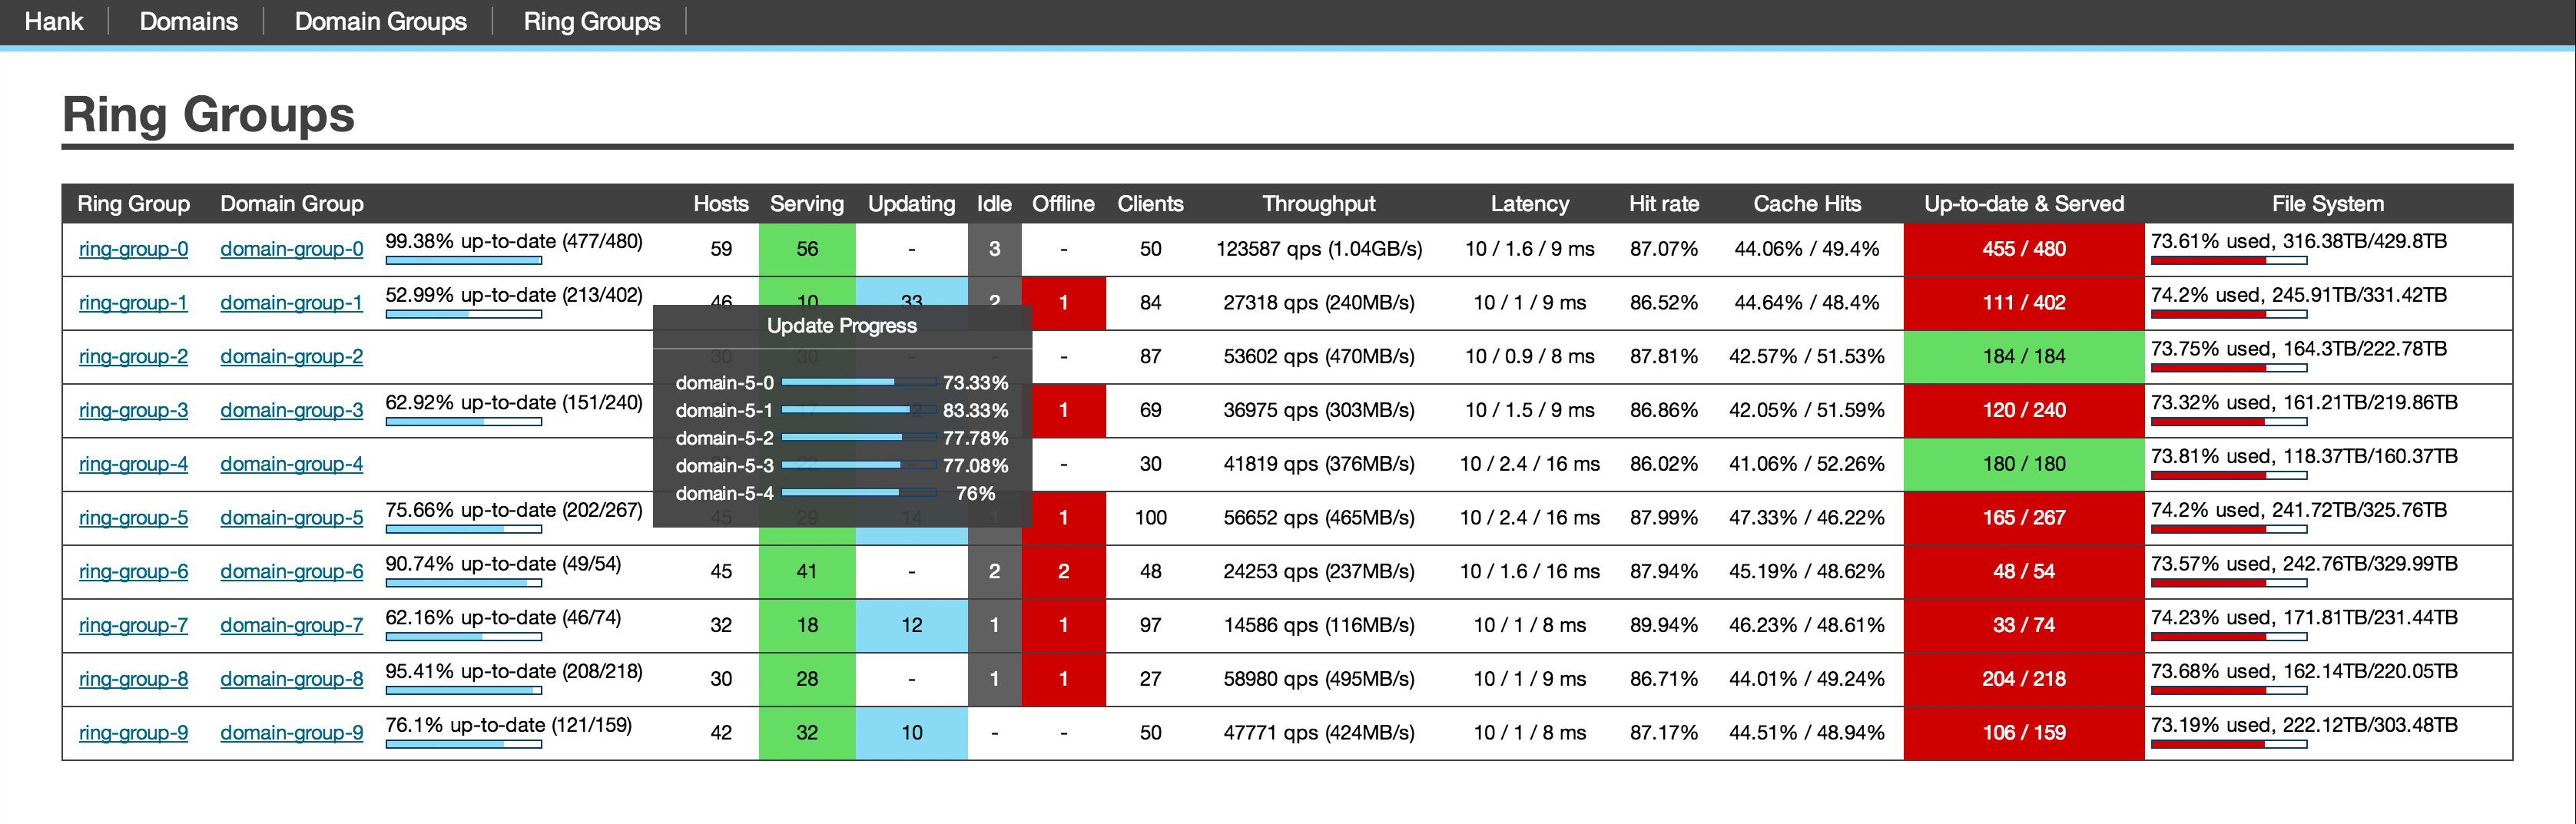 Hank Domains Domain Groups Ring Groups
Ring Groups
Ring Group Domain Group Hosts Serving Updating Idle Offline Clients Throughput Latency Hit rate Cache Hits Up-to-date & Served File System
ring-group-0 domain-group-0 99.38% up-to-date (477/480) 59 56 - 3 - 50 123587 qps (1.04GB/s) 10 / 1.6 / 9 ms 87.07% 44.06% / 49.4% 455 / 480 73.61% used, 316.38TB/429.8TB
ring-group-1 domain-group-1 52.99% up-to-date (213/402) 46 10 33 2 1 84 27318 qps (240MB/s) 10 / 1 / 9 ms 86.52% 44.64% / 48.4% 111 / 402 74.2% used, 245.91TB/331.42TB
ring-group-2 domain-group-2 30 30 - - - 87 53602 qps (470MB/s) 10 / 0.9 / 8 ms 87.81% 42.57% / 51.53% 184 / 184 73.75% used, 164.3TB/222.78TB
ring-group-3 domain-group-3 62.92% up-to-date (151/240) 1 69 36975 qps (303MB/s) 10 / 1.5 / 9 ms 86.86% 42.05% / 51.59% 120 / 240 73.32% used, 161.21TB/219.86TB
ring-group-4 domain-group-4 - 30 41819 qps (376MB/s) 10 / 2.4 / 16 ms 86.02% 41.06% / 52.26% 180 / 180 73.81% used, 118.37TB/160.37TB
ring-group-5 domain-group-5 75.66% up-to-date (202/267) 45 29 14 1 1 100 56652 qps (465MB/s) 10 / 2.4 / 16 ms 87.99% 47.33% / 46.22% 165 / 267 74.2% used, 241.72TB/325.76TB
ring-group-6 domain-group-6 90.74% up-to-date (49/54) 45 41 - 2 2 48 24253 qps (237MB/s) 10 / 1.6 / 16 ms 87.94% 45.19% / 48.62% 48 / 54 73.57% used, 242.76TB/329.99TB
ring-group-7 domain-group-7 62.16% up-to-date (46/74) 32 18 12 1 1 97 14586 qps (116MB/s) 10 / 1 / 8 ms 89.94% 46.23% / 48.61% 33 / 74 74.23% used, 171.81TB/231.44TB
ring-group-8 domain-group-8 95.41% up-to-date (208/218) 30 28 - 1 1 27 58980 qps (495MB/s) 10 / 1 / 9 ms 86.71% 44.01% / 49.24% 204 / 218 73.68% used, 162.14TB/220.05TB
ring-group-9 domain-group-9 76.1% up-to-date (121/159) 42 32 10 - - 50 47771 qps (424MB/s) 10 / 1 / 8 ms 87.17% 44.51% / 48.94% 106 / 159 73.19% used, 222.12TB/303.48TB
Update Progress
domain-5-0 73.33%
domain-5-1 83.33%
domain-5-2 77.78%
domain-5-3 77.08%
domain-5-4 76%